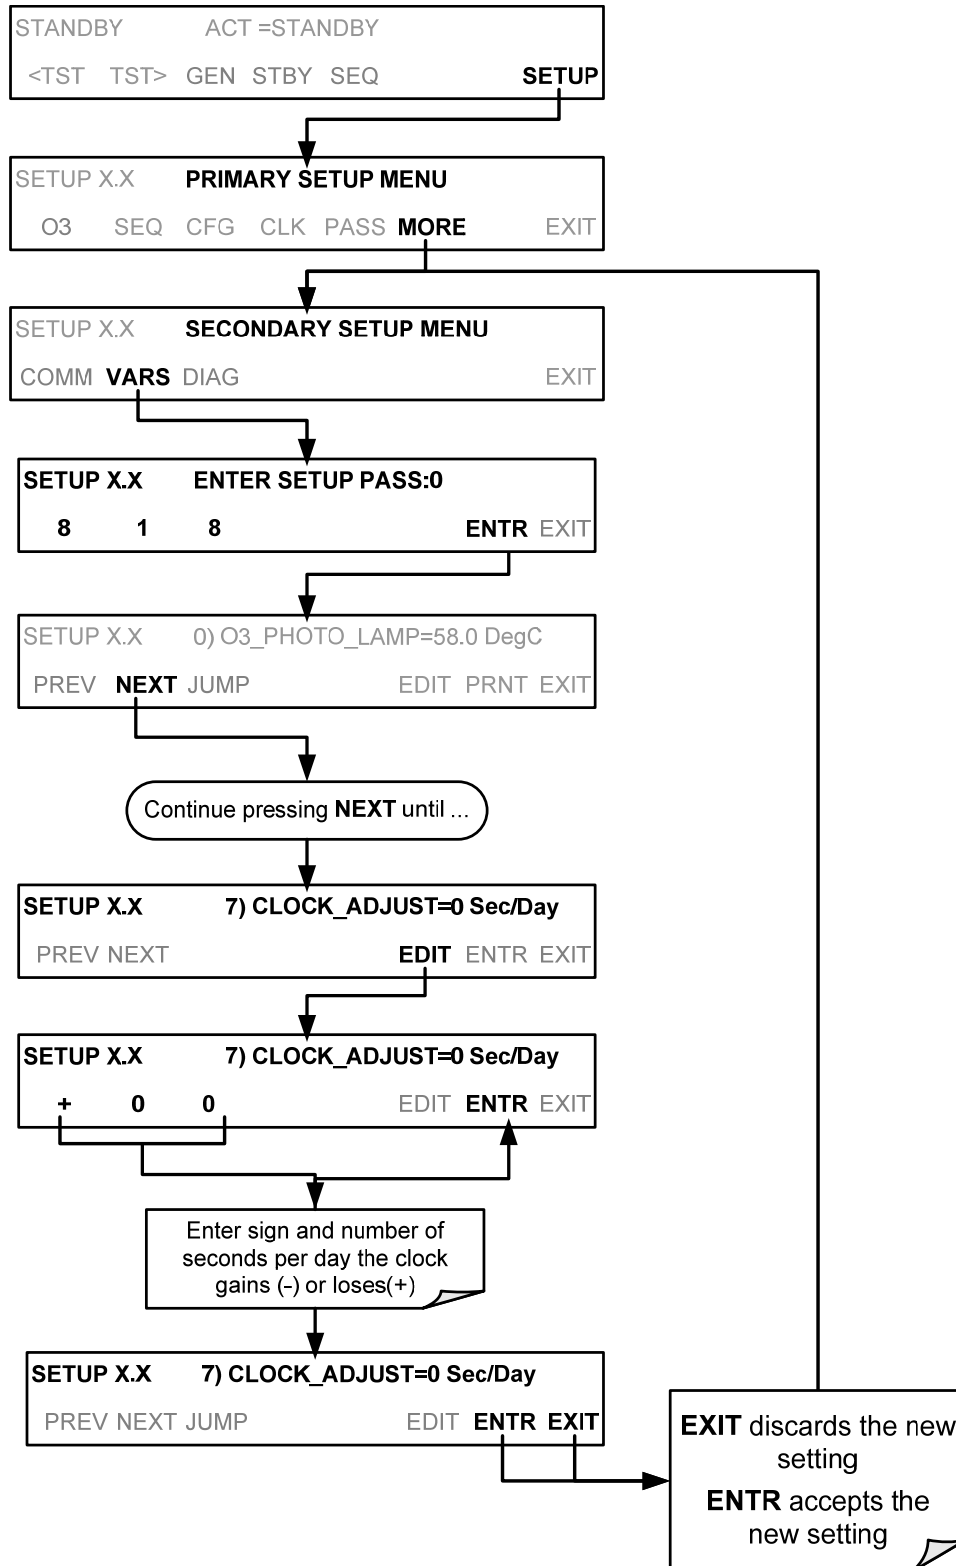 STANDBY ACT =STANDBY
<TST TST> GEN STBY SEQ SETUP
SETUP X.X PRIMARY SETUP MENU
O3 SEQ CFG CLK PASS MORE EXIT
SETUP X.X SECONDARY SETUP MENU
COMM VARS DIAG EXIT
SETUP X.X ENTER SETUP PASS:0
8 1 8 ENTR EXIT
SETUP X.X 0) O3_PHOTO_LAMP=58.0 DegC
PREV NEXT JUMP EDIT PRNT EXIT
Continue pressing NEXT until ...
SETUP X.X 7) CLOCK_ADJUST=0 Sec/Day
PREV NEXT EDIT ENTR EXIT
SETUP X.X 7) CLOCK_ADJUST=0 Sec/Day
+ 0 0 EDIT ENTR EXIT
Enter sign and number of
seconds per day the clock
gains (-) or loses(+)
SETUP X.X 7) CLOCK_ADJUST=0 Sec/Day
PREV NEXT JUMP EDIT ENTR EXIT
EXIT discards the new
setting
ENTR accepts the
new setting